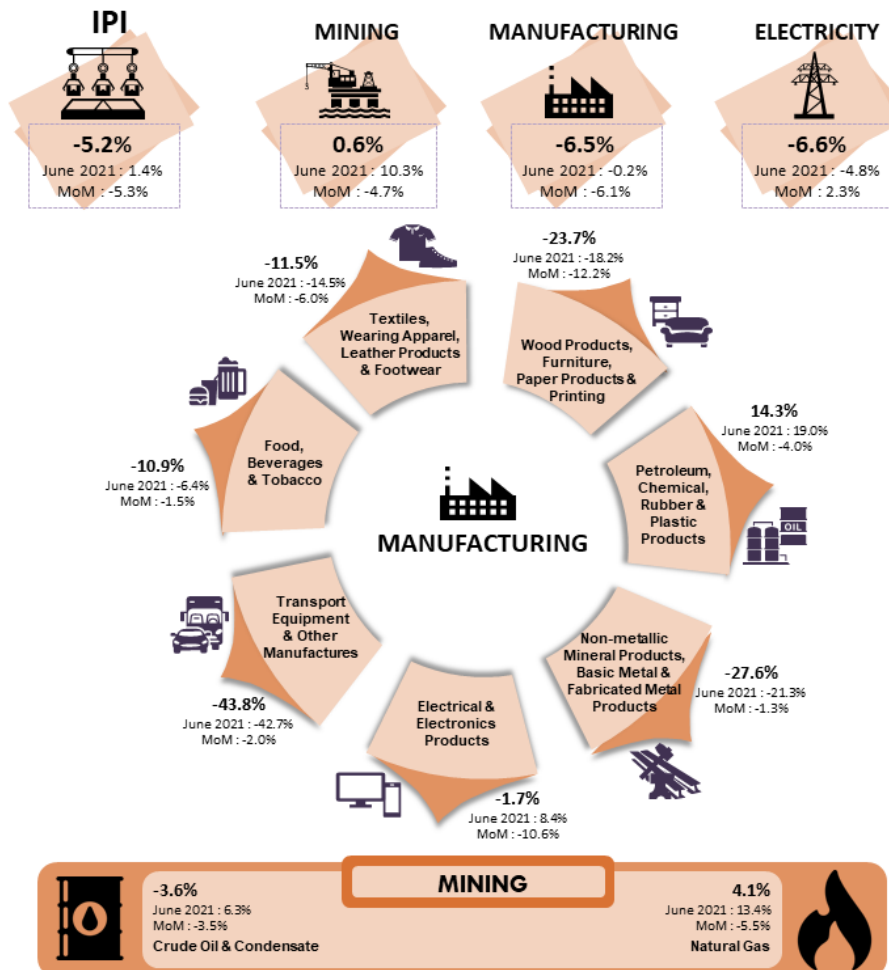 IPI
-5.2%
June 2021 : 1.4%
MoM : -5.3%
MINING
0.6%
June 2021 : 10.3%
MoM : -4.7%
MANUFACTURING
-6.5%
June 2021 : -0.2%
MoM : -6.1%
ELECTRICITY
-6.6%
June 2021 : -4.8%
MoM : 2.3%
-11.5%
June 2021 : -14.5%
MoM : -6.0%
Textiles,
Wearing Apparel,
Leather Products
& Footwear
-23.7%
June 2021 : -18.2%
MoM : -12.2%
Wood Products,
Furniture,
Paper Products &
Printing
-10.9%
June 2021 : -6.4%
MoM : -1.5%
Food,
Beverages
& Tobacco
14.3%
June 2021 : 19.0%
MoM : -4.0%
Petroleum,
Chemical,
Rubber &
Plastic
Products
OIL
MANUFACTURING
Transport
Equipment
& Other
Manufactures
-43.8%
June 2021 : -42.7%
MoM : -2.0%
Electrical &
Electronics
Products
-1.7%
June 2021 : 8.4%
MoM : -10.6%
Non-metallic
Mineral Products,
Basic Metal &
Fabricated Metal
Products
-27.6%
June 2021 : -21.3%
MoM : -1.3%
MINING
-3.6%
June 2021 : 6.3%
MoM : -3.5%
Crude Oil & Condensate
4.1%
June 2021 : 13.4%
MoM : -5.5%
Natural Gas